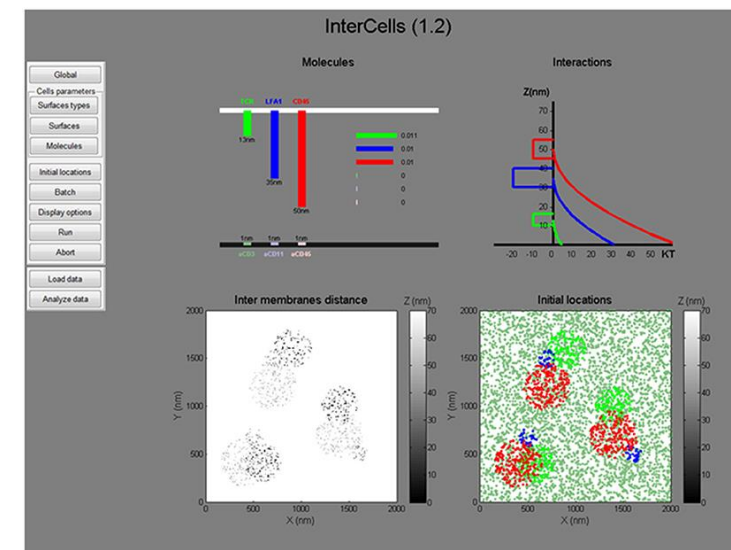 InterCells (1.2)
Molecules
Interactions
Global
Cells parameters
Surfaces types
Surfaces
Molecules
Initial locations
Batch
Display options
Run
Abort
Load data
Analyze data
TCR LFA1 CD45
13nm
35nm
50nm
0.011
0.01
0.01
0
0
0
1nm 1nm 1nm
αCD3 αCD11 αCD45
Z(nm)
70
60
50
40
30
20
10
-20 -10 0 10 20 30 40 50 KT
Inter membranes distance
Z (nm)
2000
1500
1000
500
0
Y (nm)
0 500 1000 1500 2000
X (nm)
70
60
50
40
30
20
10
0
Initial locations
Z (nm)
2000
1500
1000
500
0
Y (nm)
0 500 1000 1500 2000
X (nm)
70
60
50
40
30
20
10
0